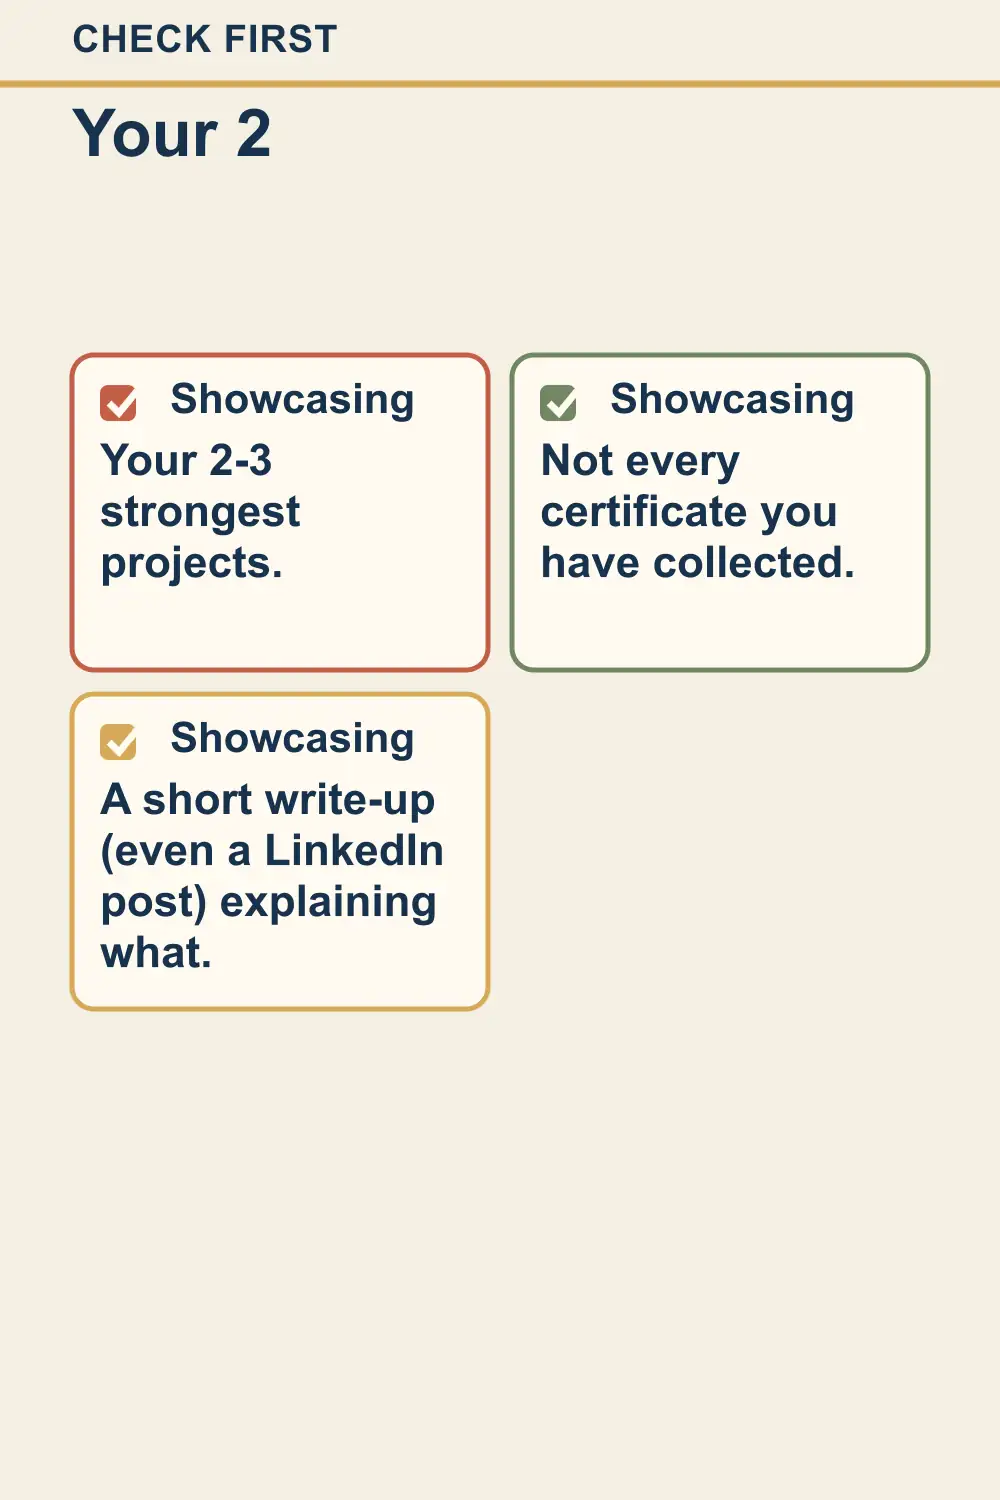 CHECK FIRST
Your 2
Showcasing
Your 2-3
strongest
projects.
Showcasing
Not every
certificate you
have collected.
Showcasing
A short write-up
(even a LinkedIn
post) explaining
what.